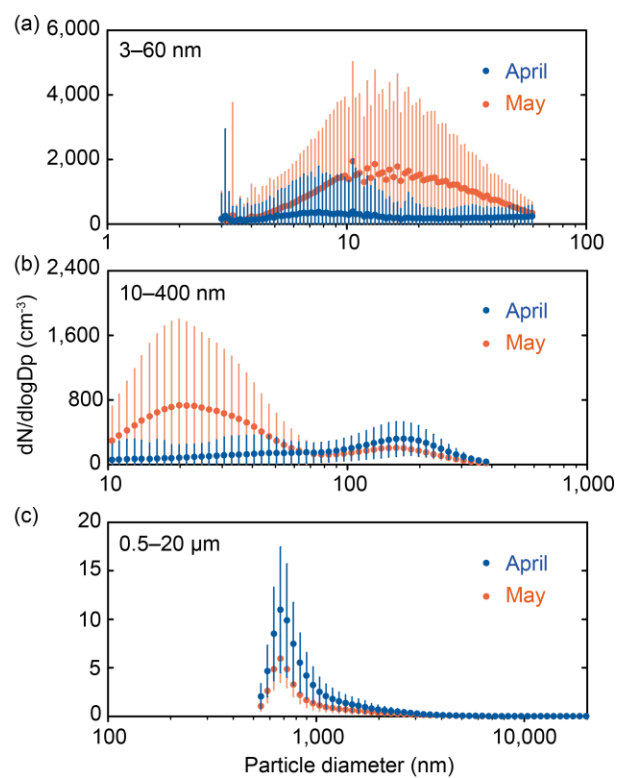 (a)
6,000
3–60 nm
April
May
4,000
2,000
0
1
10
100
(b)
2,400
10–400 nm
April
May
1,600
800
0
10
100
1,000
dN/dlogDp (cm⁻³)
(c)
20
0.5–20 µm
April
May
15
10
5
0
100
1,000
10,000
Particle diameter (nm)